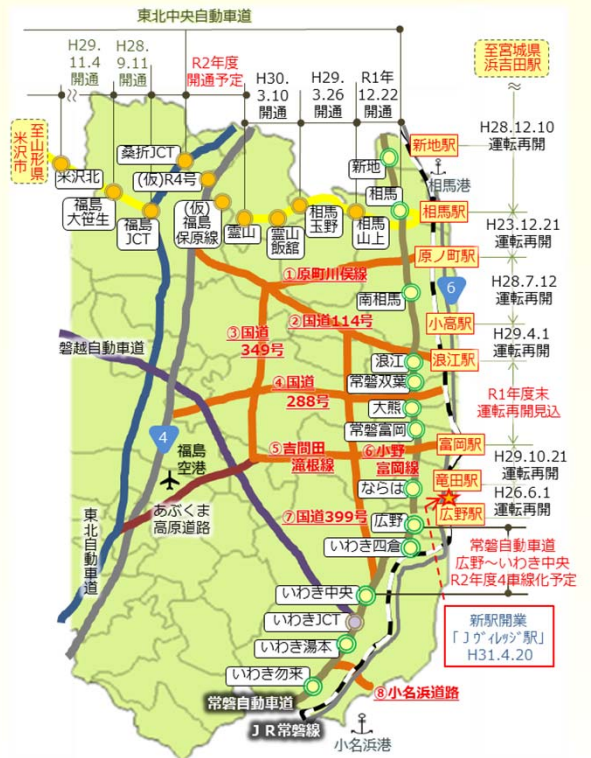 東北中央自動車道
H29.
11.4
開通
H28.
9.11
開通
R2年度
開通予定
H30.
3.10
開通
H29.
3.26
開通
R1年
12.22
開通
至宮城県
浜吉田駅
至山形県
米沢市
米沢北
福島
大笹生
福島
JCT
桑折JCT
(仮)R4号
(仮)
福島
保原線
霊山
霊山
飯舘
相馬
玉野
相馬
山上
新地
相馬
新地駅
相馬港
H28.12.10
運転再開
相馬駅
H23.12.21
運転再開
原ノ町駅
①原町川俣線
6
H28.7.12
運転再開
南相馬
②国道114号
小高駅
③国道
349号
H29.4.1
運転再開
磐越自動車道
浪江
浪江駅
常磐双葉
④国道
288号
R1年度末
運転再開見込
大熊
常磐富岡
4
福島
空港
⑤吉間田
滝根線
⑥小野
富岡線
富岡駅
H29.10.21
運転再開
竜田駅
ならは
H26.6.1
運転再開
広野駅
あぶくま
高原道路
⑦国道399号
広野
東北自動車道
いわき四倉
常磐自動車道
広野~いわき中央
R2年度4車線化予定
いわき中央
いわきJCT
新駅開業
「Jヴィレッジ駅」
H31.4.20
いわき湯本
いわき勿来
⑧小名浜道路
常磐自動車道
JR常磐線
小名浜港